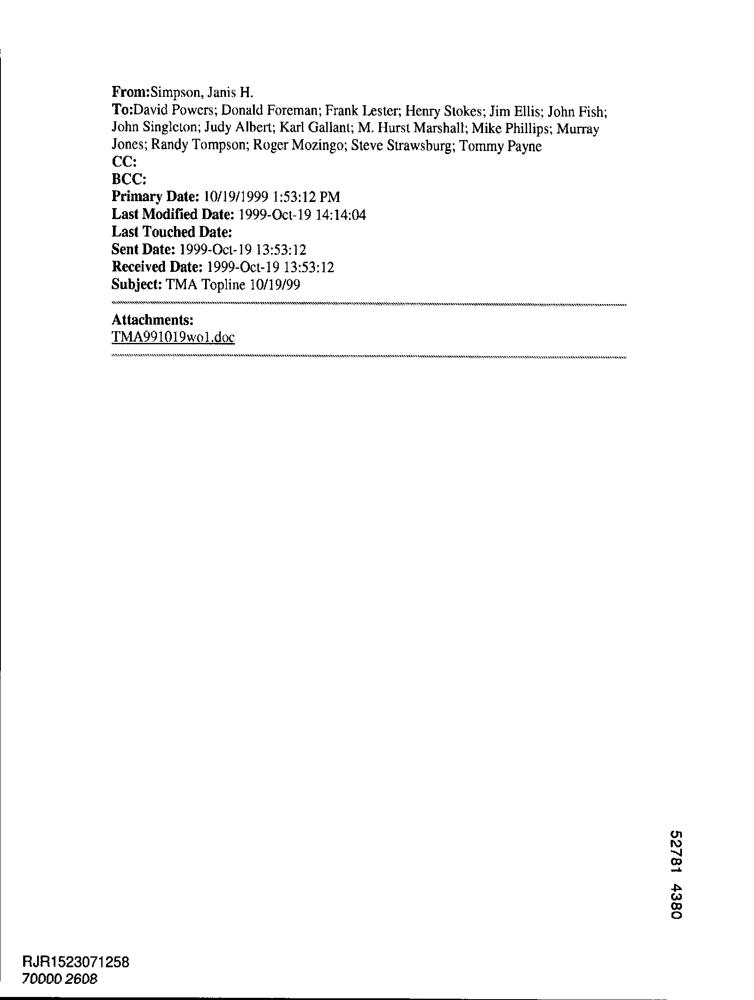 From:Simpson, Janis H.
To:David Powers; Donald Foreman; Frank Lester; Henry Stokes; Jim Ellis; John Fish;
John Singleton; Judy Albert; Karl Gallant; M. Hurst Marshall; Mike Phillips; Murray
Jones; Randy Tompson; Roger Mozingo; Steve Strawsburg; Tommy Payne
CC:
BCC:
Primary Date: 10/19/1999 1:53:12 PM
Last Modified Date: 1999-Oct-19 14:14:04
Last Touched Date:
Sent Date: 1999-Oct-19 13:53:12
Received Date: 1999-Oct-19 13:53:12
Subject: TMA Topline 10/19/99
Attachments:
TMA991019wo1.doc
52781 4380
RJR1523071258
70000 2608